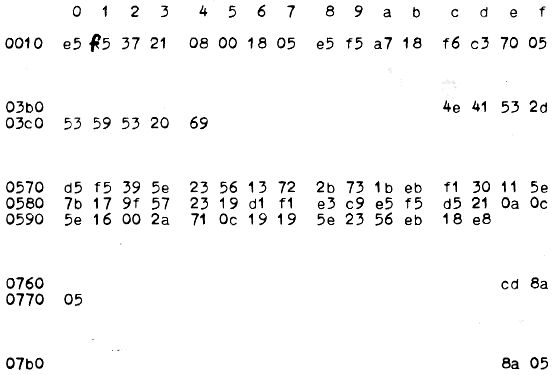 0 1 2 3 4 5 6 7 8 9 a b c d e f
0010 e5 f5 37 21 08 00 18 05 e5 f5 a7 18 f6 c3 70 05
03b0 4e 41 53 2d
03c0 53 59 53 20 69
0570 d5 f5 39 5e 23 56 13 72 2b 73 1b eb f1 30 11 5e
0580 7b 17 9f 57 23 19 d1 f1 e3 c9 e5 f5 d5 21 0a 0c
0590 5e 16 00 2a 71 0c 19 19 5e 23 56 eb 18 e8
0760 cd 8a
0770 05
07b0 8a 05